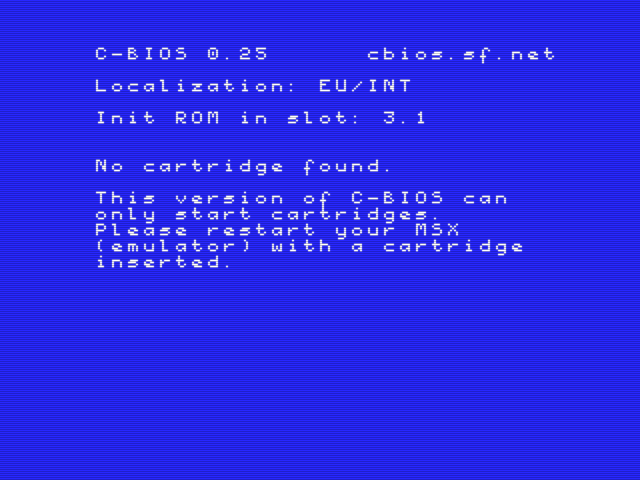 C-BIOS 0.25 cbios.sf.net
Localization: EU/INT
Init ROM in slot: 3.1
No cartridge found.
This version of C-BIOS can
only start cartridges.
Please restart your MSX
(emulator) with a cartridge
inserted.